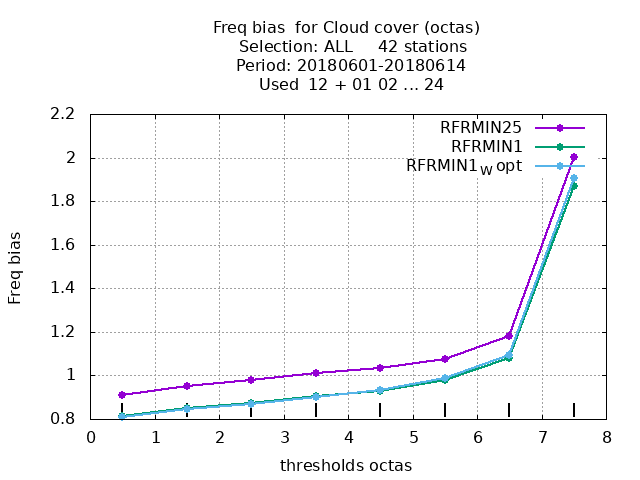 Freq bias  for Cloud cover (octas)
Selection: ALL     42 stations
Period: 20180601-20180614
Used  12 + 01 02 ... 24
RFRMIN25
RFRMIN1
RFRMIN1w opt
2.2
2
1.8
1.6
1.4
1.2
1
0.8
Freq bias
0 1 2 3 4 5 6 7 8
thresholds octas